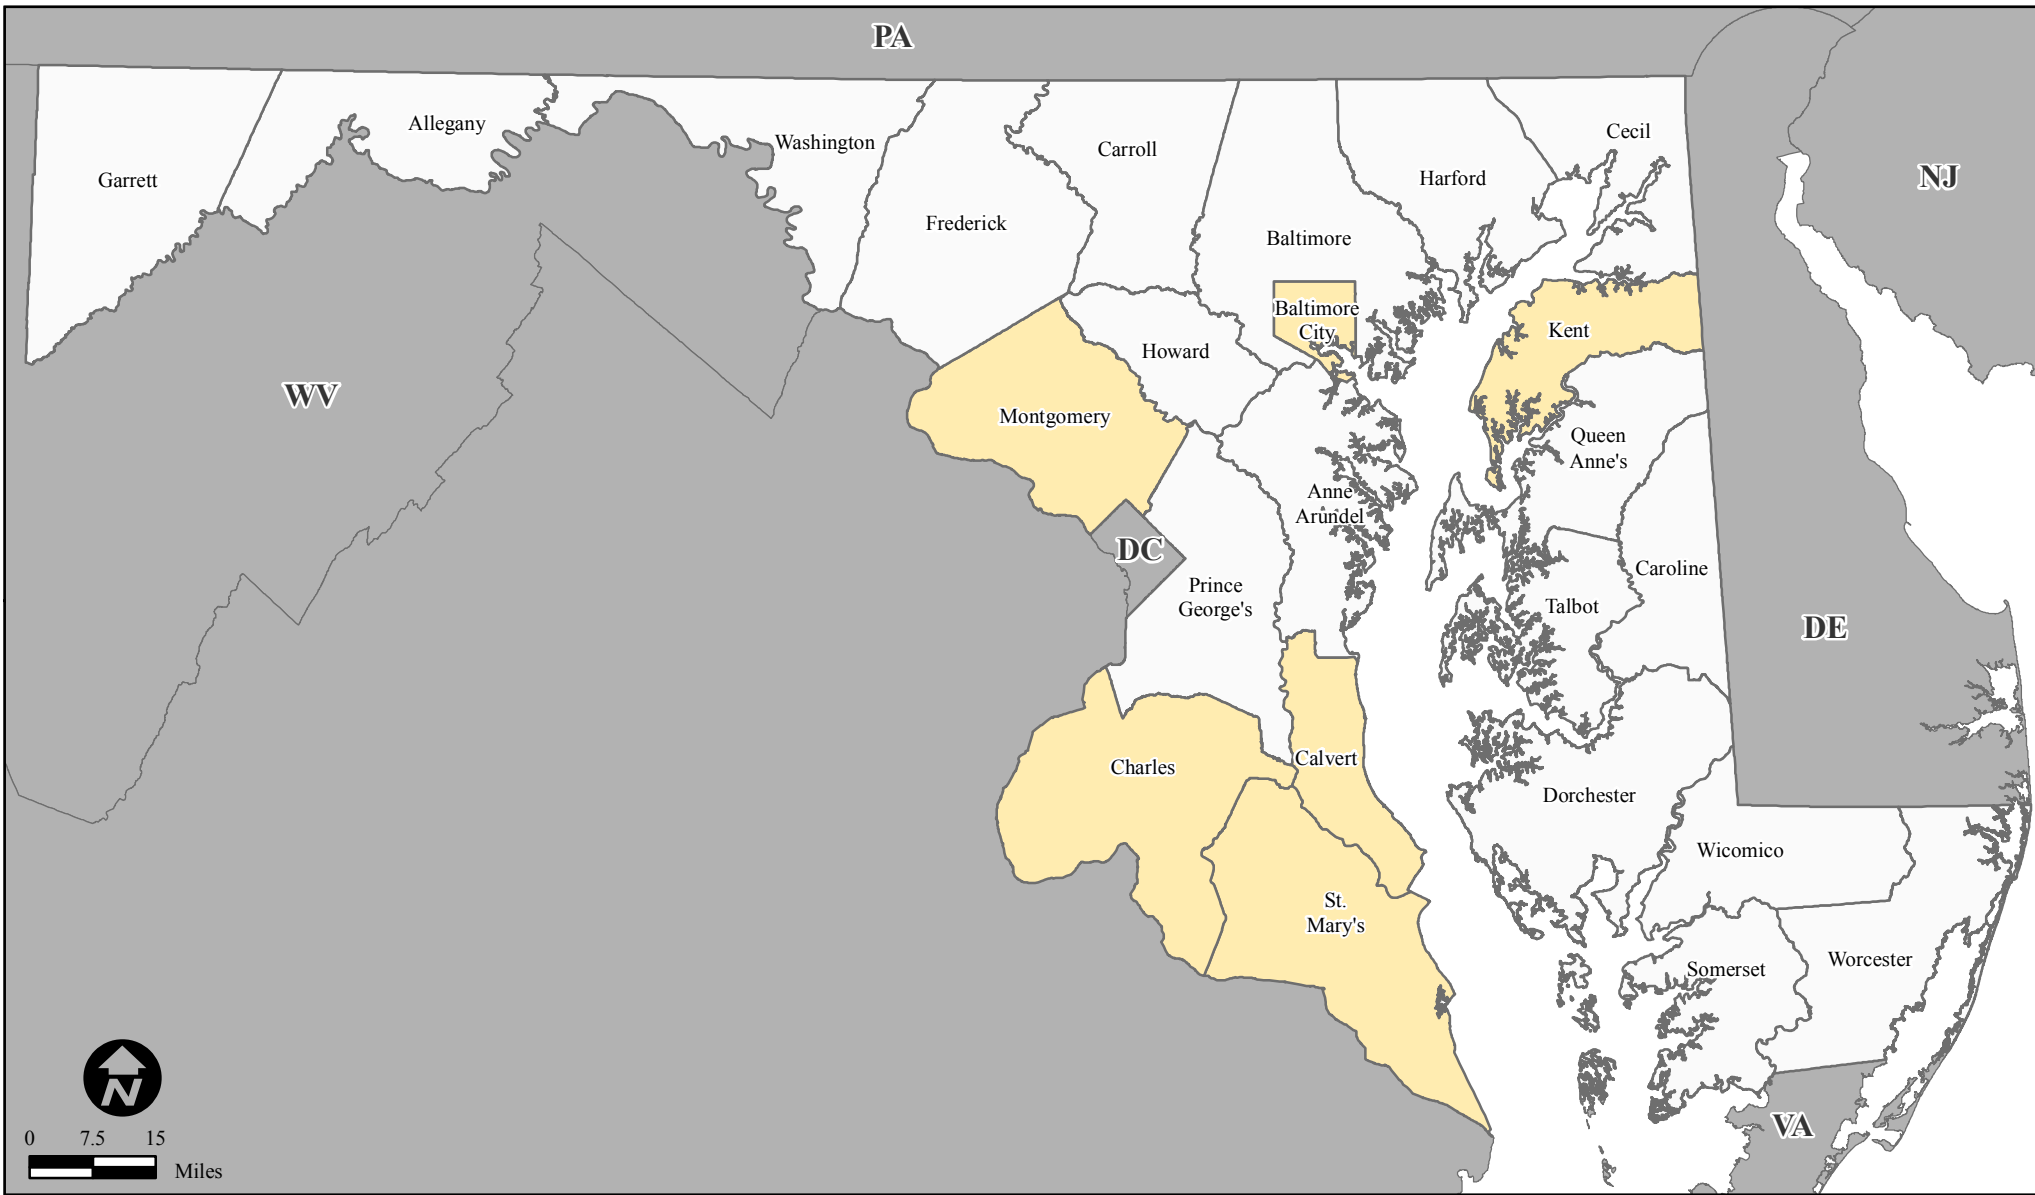 PA
Garrett
Allegany
Washington
Frederick
Carroll
Baltimore
Harford
Cecil
NJ
Baltimore
City
Kent
Howard
Montgomery
WV
Queen
Anne's
Anne
Arundel
DC
Prince
George's
Caroline
Talbot
DE
Charles
Calvert
Dorchester
Wicomico
St.
Mary's
Somerset
Worcester
VA
N
0 7.5 15
Miles